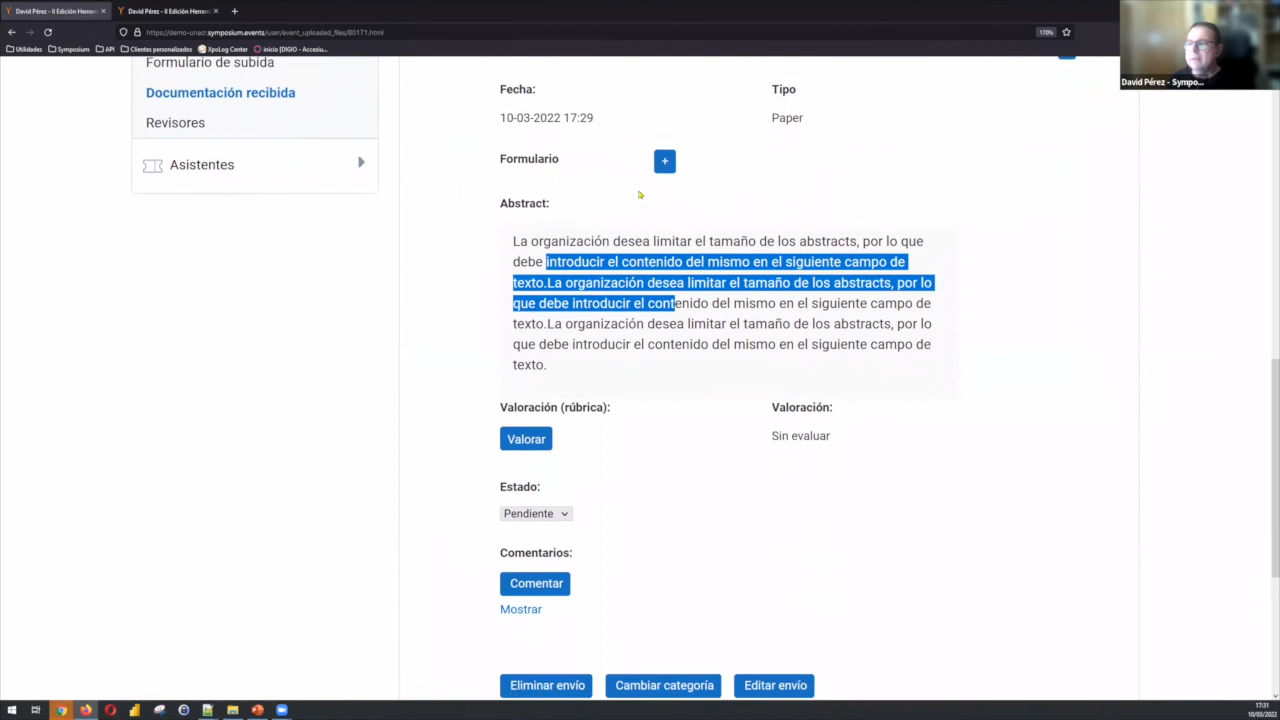 David Pérez - II Edición Herram
David Pérez - II Edición Herram
https://demo-unacr.symposium.events/user/event_uploaded_files/80171.html
170%
Utilidades
Symposium
API
Clientes personalizados
XpoLog Center
inicio [DIGIO - Accesiu...
David Pérez - Sympo...
Formulario de subida
Documentación recibida
Revisores
Asistentes
Fecha:
Tipo
10-03-2022 17:29
Paper
Formulario
+
Abstract:
La organización desea limitar el tamaño de los abstracts, por lo que
debe introducir el contenido del mismo en el siguiente campo de
texto.La organización desea limitar el tamaño de los abstracts, por lo
que debe introducir el contenido del mismo en el siguiente campo de
texto.La organización desea limitar el tamaño de los abstracts, por lo
que debe introducir el contenido del mismo en el siguiente campo de
texto.
Valoración (rúbrica):
Valoración:
Valorar
Sin evaluar
Estado:
Pendiente
Comentarios:
Comentar
Mostrar
Eliminar envío
Cambiar categoría
Editar envío
17:31
10/03/2022